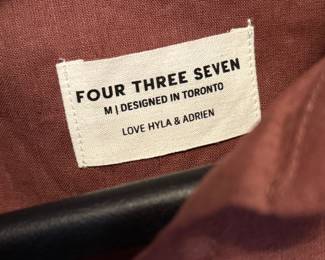 FOUR THREE SEVEN
M | DESIGNED IN TORONTO
LOVE HYLA & ADRIEN